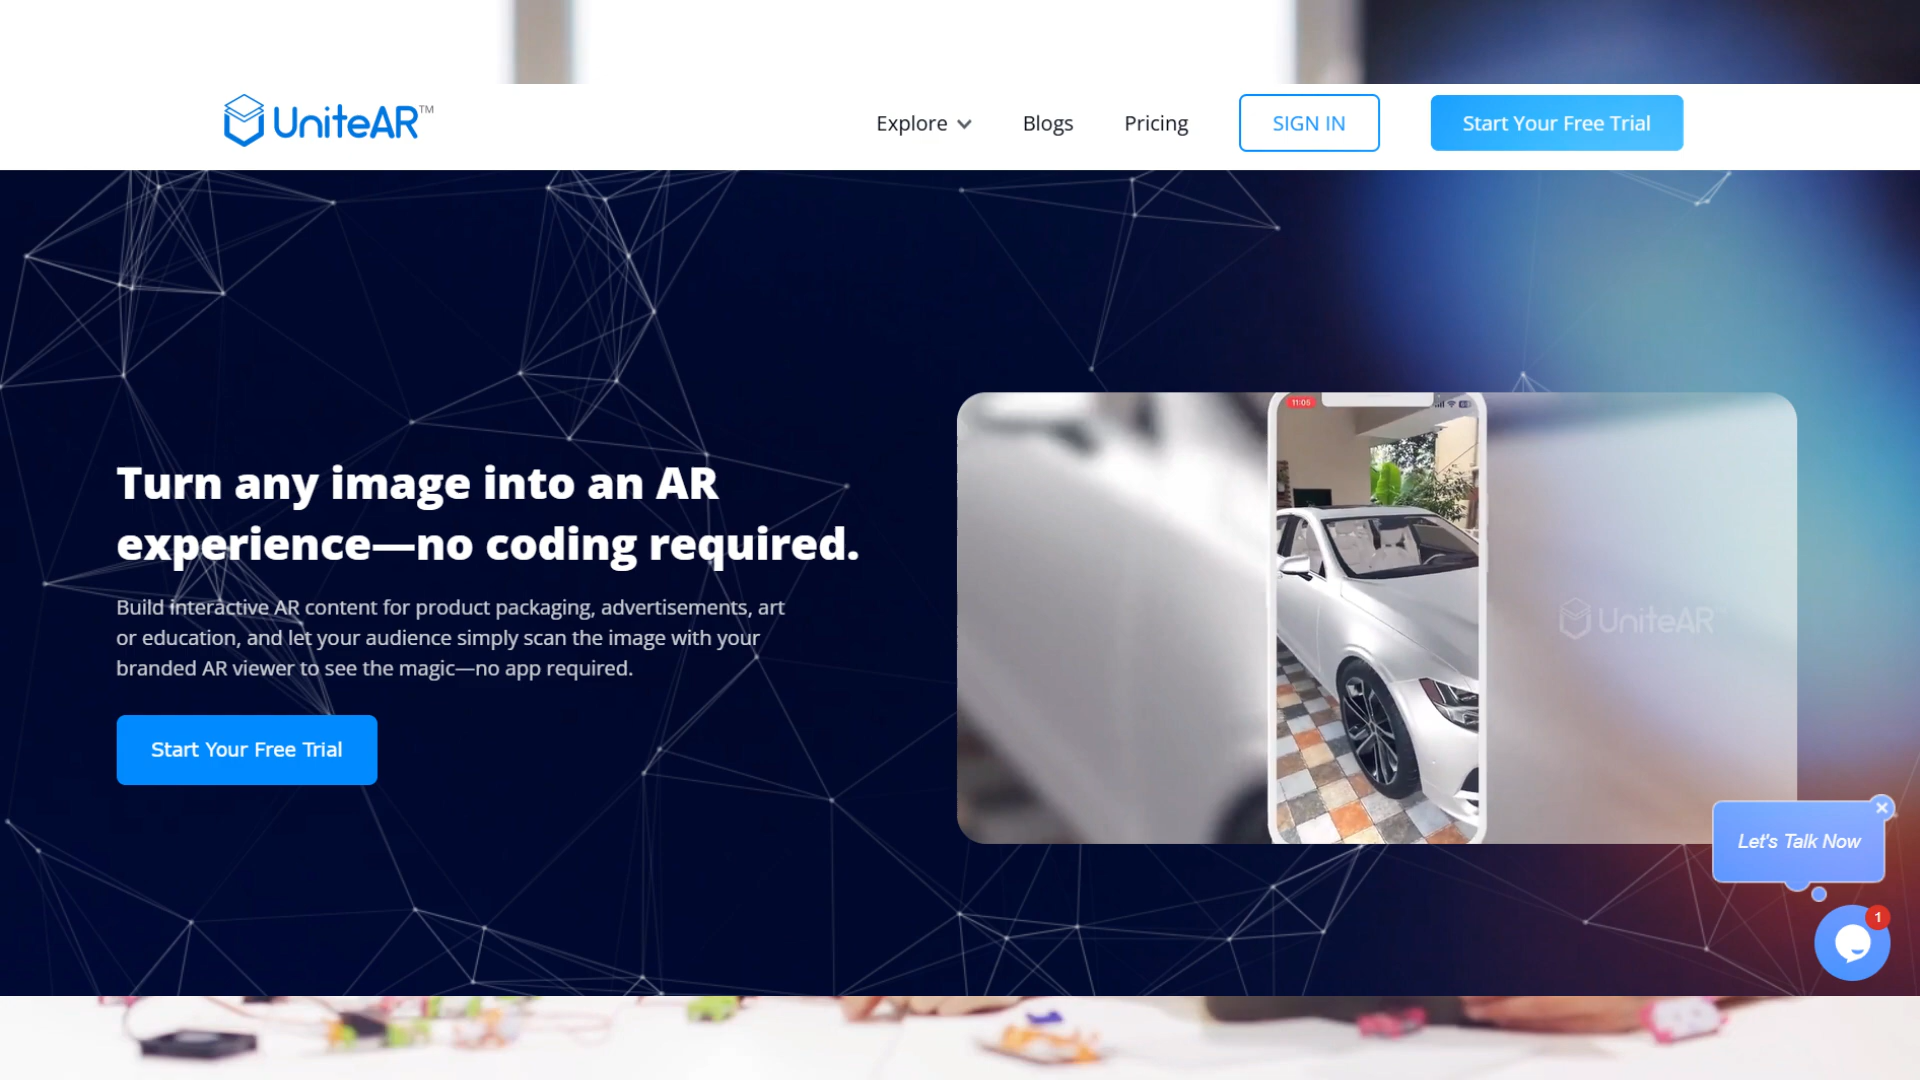 UniteAR™
Explore
Blogs
Pricing
SIGN IN
Start Your Free Trial
Turn any image into an AR
experience—no coding required.
Build interactive AR content for product packaging, advertisements, art
or education, and let your audience simply scan the image with your
branded AR viewer to see the magic—no app required.
Start Your Free Trial
11:05
UniteAR
Let's Talk Now
1